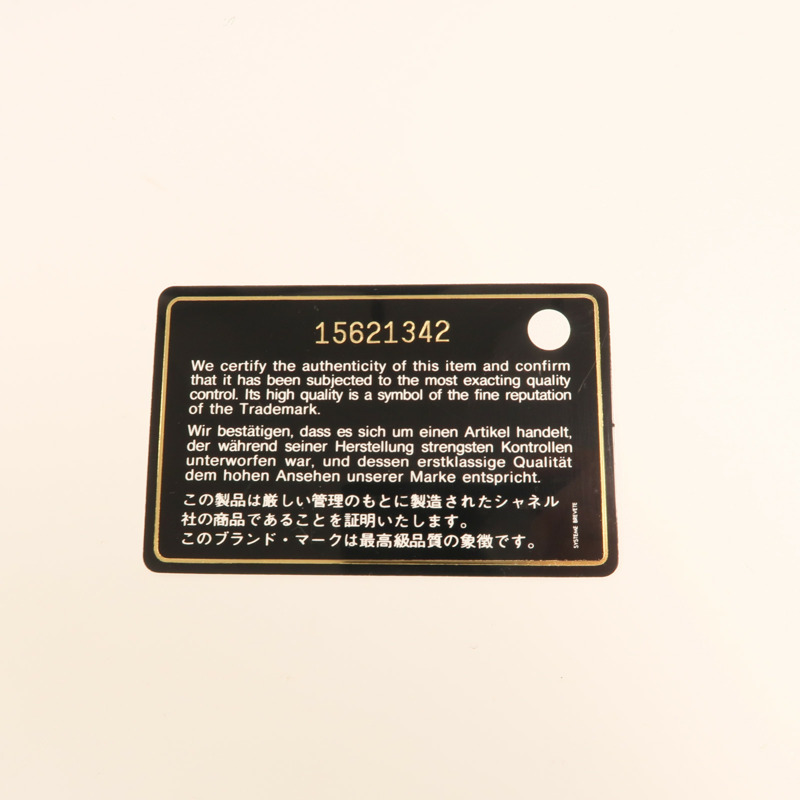 15621342
We certify the authenticity of this item and confirm
that it has been subjected to the most exacting quality
control. Its high quality is a symbol of the fine reputation
of the Trademark.
Wir bestätigen, dass es sich um einen Artikel handelt,
der während seiner Herstellung strengsten Kontrollen
unterworfen war, und dessen erstklassige Qualität
dem hohen Ansehen unserer Marke entspricht.
この製品は厳しい管理のもとに製造されたシャネル
社の商品であることを証明いたします。
このブランド・マークは最高級品質の象徴です。
SYSTEME BREVETE